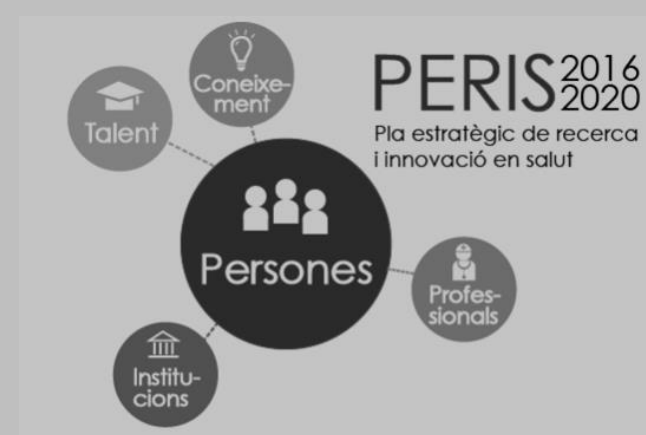 Coneixe-
ment
Talent
PERIS 2016
2020
Pla estratègic de recerca
i innovació en salut
Persones
Profes-
sionals
Institu-
cions